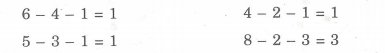 6 – 4 – 1 = 1
4 – 2 – 1 = 1
5 – 3 – 1 = 1
8 – 2 – 3 = 3